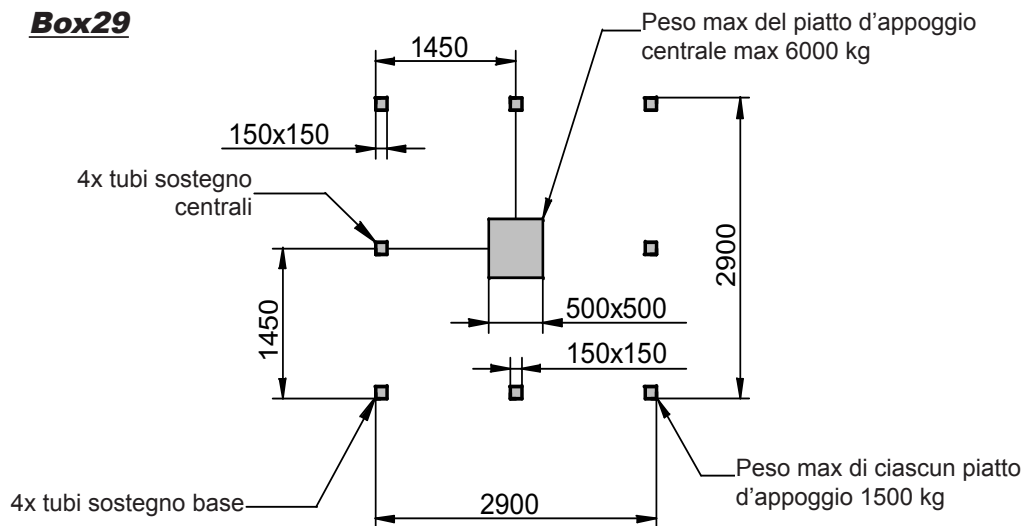 Box29
Peso max del piatto d’appoggio
centrale max 6000 kg
1450
150x150
4x tubi sostegno
centrali
2900
1450
500x500
150x150
Peso max di ciascun piatto
d’appoggio 1500 kg
4x tubi sostegno base
2900